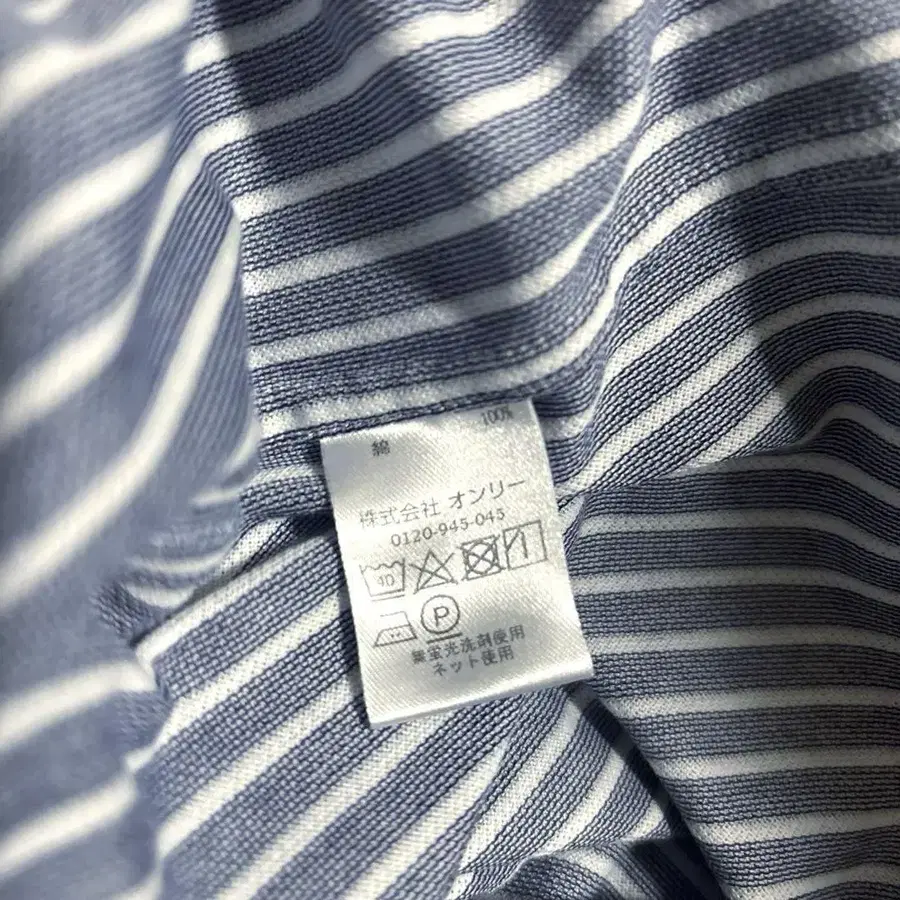 綿 100%
株式会社 オンリー
0120-945-045
40
P
無蛍光洗剤使用
ネット使用